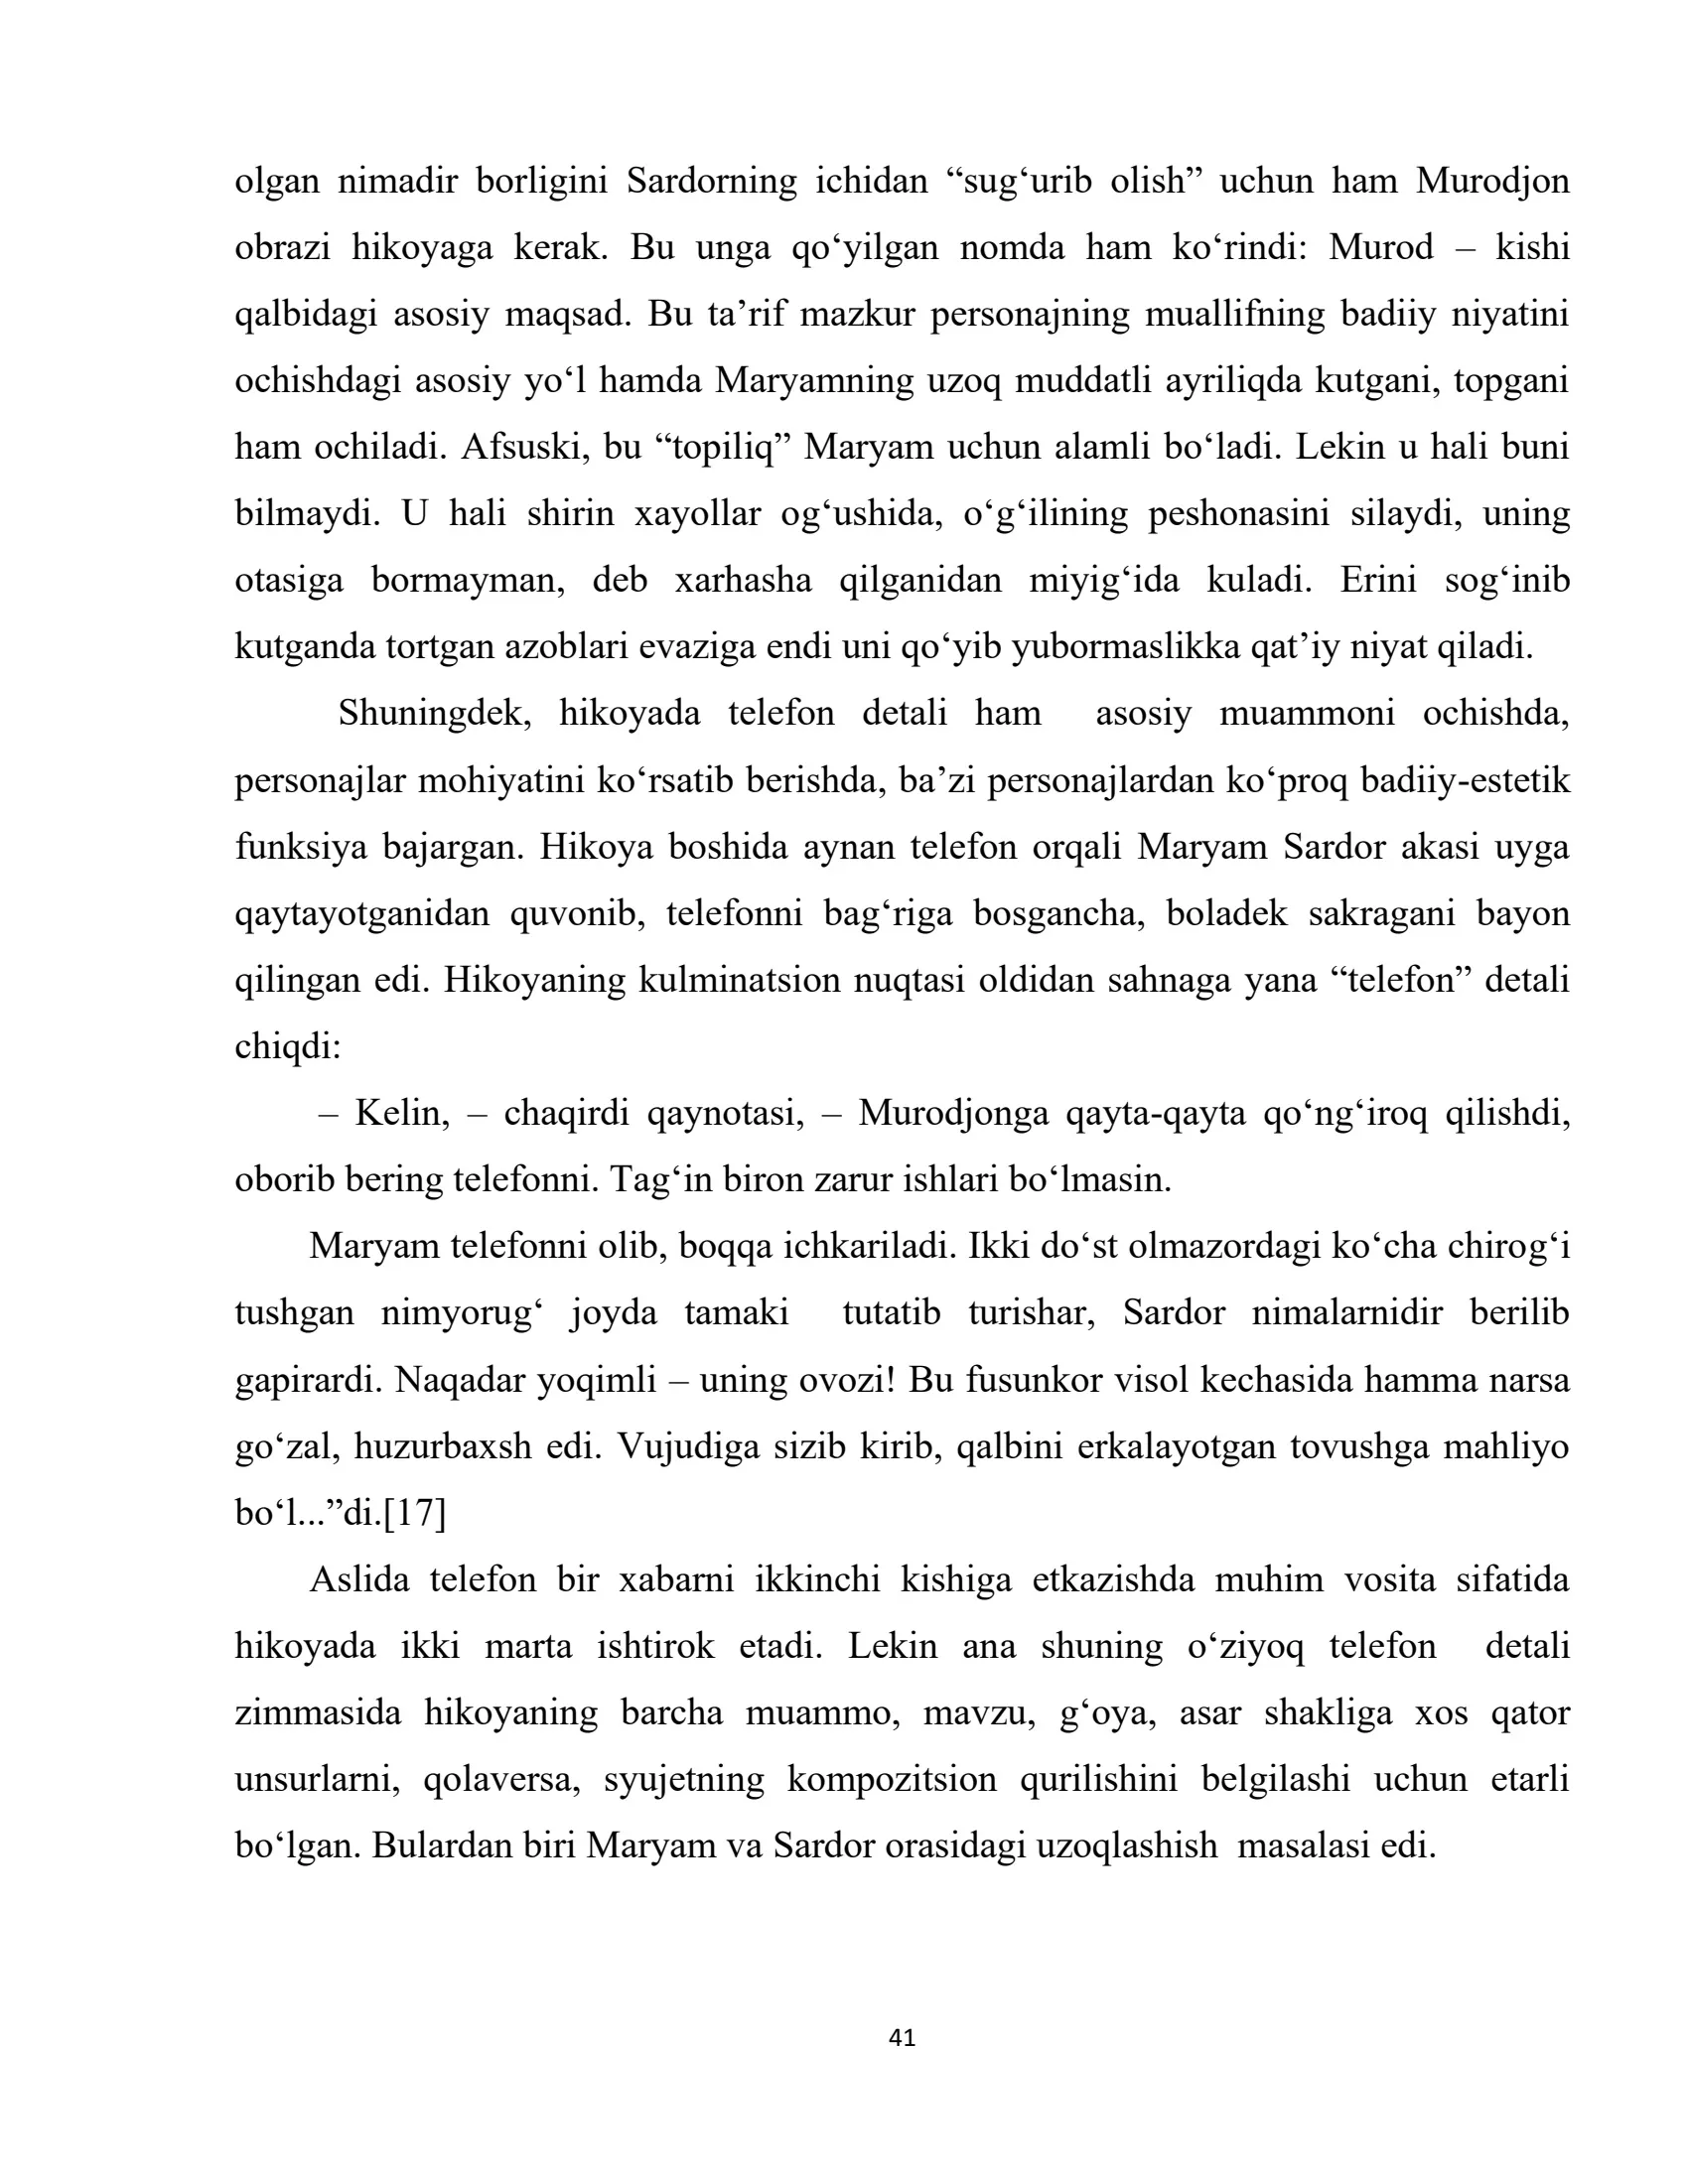 olgan nimadir borligini Sardorning ichidan “sug‘urib olish” uchun ham Murodjon
obrazi hikoyaga kerak. Bu unga qo‘yilgan nomda ham ko‘rindi: Murod – kishi
qalbidagi asosiy maqsad. Bu ta’rif mazkur personajning muallifning badiiy niyatini
ochishdagi asosiy yo‘l hamda Maryamning uzoq muddatli ayriliqda kutgani, topgani
ham ochiladi. Afsuski, bu “topiliq” Maryam uchun alamli bo‘ladi. Lekin u hali buni
bilmaydi. U hali shirin xayollar og‘ushida, o‘g‘ilining peshonasini silaydi, uning
otasiga bormayman, deb xarhasha qilganidan miyig‘ida kuladi. Erini sog‘inib
kutganda tortgan azoblari evaziga endi uni qo‘yib yubormaslikka qat’iy niyat qiladi.
Shuningdek, hikoyada telefon detali ham asosiy muammoni ochishda,
personajlar mohiyatini ko‘rsatib berishda, ba’zi personajlardan ko‘proq badiiy-estetik
funksiya bajargan. Hikoya boshida aynan telefon orqali Maryam Sardor akasi uyga
qaytayotganidan quvonib, telefonni bag‘riga bosgancha, boladek sakragani bayon
qilingan edi. Hikoyaning kulminatsion nuqtasi oldidan sahnaga yana “telefon” detali
chiqdi:
– Kelin, – chaqirdi qaynotasi, – Murodjonga qayta-qayta qo‘ng‘iroq qilishdi,
oborib bering telefonni. Tag‘in biron zarur ishlari bo‘lmasin.
Maryam telefonni olib, boqqa ichkariladi. Ikki do‘st olmazordagi ko‘cha chirog‘i
tushgan nimyorug‘ joyda tamaki tutatib turishar, Sardor nimalarnidir berilib
gapirardi. Naqadar yoqimli – uning ovozi! Bu fusunkor visol kechasida hamma narsa
go‘zal, huzurbaxsh edi. Vujudiga sizib kirib, qalbini erkalayotgan tovushga mahliyo
bo‘l...”di.[17]
Aslida telefon bir xabarni ikkinchi kishiga etkazishda muhim vosita sifatida
hikoyada ikki marta ishtirok etadi. Lekin ana shuning o‘ziyoq telefon detali
zimmasida hikoyaning barcha muammo, mavzu, g‘oya, asar shakliga xos qator
unsurlarni, qolaversa, syujetning kompozitsion qurilishini belgilashi uchun etarli
bo‘lgan. Bulardan biri Maryam va Sardor orasidagi uzoqlashish masalasi edi.
41